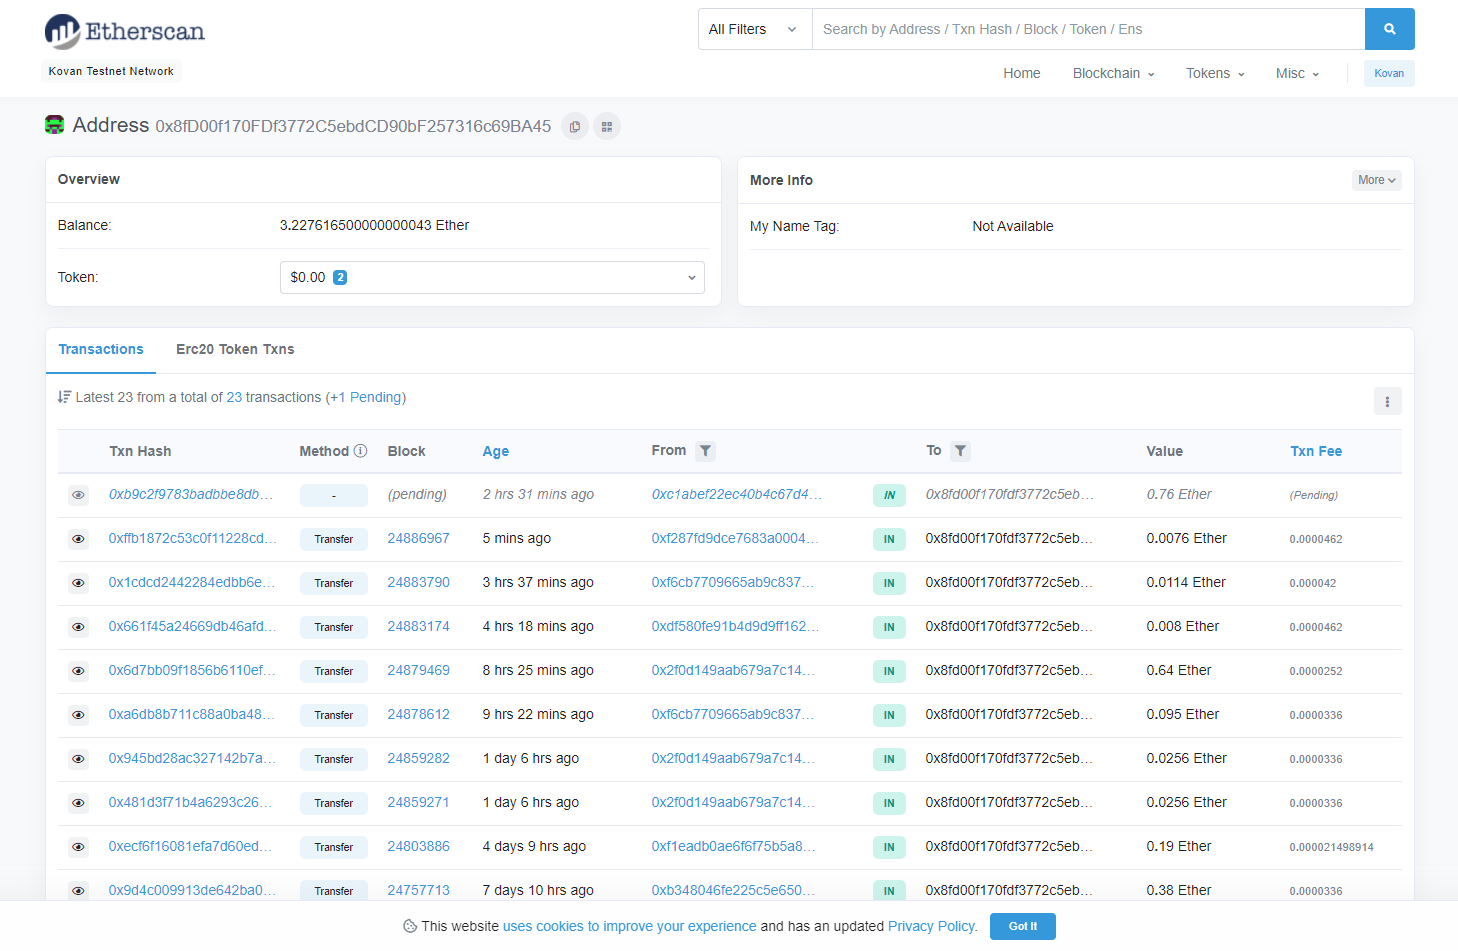 Etherscan
All Filters
Search by Address / Txn Hash / Block / Token / Ens
Kovan Testnet Network
Home Blockchain Tokens Misc Kovan
Address 0x8fD00f170FDf3772C5ebdCD90bF257316c69BA45
Overview
Balance: 3.227616500000000043 Ether
Token: $0.00 2
More Info More
My Name Tag: Not Available
Transactions Erc20 Token Txns
Latest 23 from a total of 23 transactions (+1 Pending)
Txn Hash Method Block Age From To Value Txn Fee
0xb9c2f9783badbbe8db... - (pending) 2 hrs 31 mins ago 0xc1abef22ec40b4c67d4... IN 0x8fd00f170fdf3772c5eb... 0.76 Ether (Pending)
0xffb1872c53c0f11228cd... Transfer 24886967 5 mins ago 0xf287fd9dce7683a0004... IN 0x8fd00f170fdf3772c5eb... 0.0076 Ether 0.0000462
0x1cdcd2442284edbb6e... Transfer 24883790 3 hrs 37 mins ago 0xf6cb7709665ab9c837... IN 0x8fd00f170fdf3772c5eb... 0.0114 Ether 0.000042
0x661f45a24669db46afd... Transfer 24883174 4 hrs 18 mins ago 0xdf580fe91b4d9d9ff162... IN 0x8fd00f170fdf3772c5eb... 0.008 Ether 0.0000462
0x6d7bb09f1856b6110ef... Transfer 24879469 8 hrs 25 mins ago 0x2f0d149aab679a7c14... IN 0x8fd00f170fdf3772c5eb... 0.64 Ether 0.0000252
0xa6db8b711c88a0ba48... Transfer 24878612 9 hrs 22 mins ago 0xf6cb7709665ab9c837... IN 0x8fd00f170fdf3772c5eb... 0.095 Ether 0.0000336
0x945bd28ac327142b7a... Transfer 24859282 1 day 6 hrs ago 0x2f0d149aab679a7c14... IN 0x8fd00f170fdf3772c5eb... 0.0256 Ether 0.0000336
0x481d3f71b4a6293c26... Transfer 24859271 1 day 6 hrs ago 0x2f0d149aab679a7c14... IN 0x8fd00f170fdf3772c5eb... 0.0256 Ether 0.0000336
0xecf6f16081efa7d60ed... Transfer 24803886 4 days 9 hrs ago 0xf1eadb0ae6f6f75b5a8... IN 0x8fd00f170fdf3772c5eb... 0.19 Ether 0.000021498914
0x9d4c009913de642ba0... Transfer 24757713 7 days 10 hrs ago 0xb348046fe225c5e650... IN 0x8fd00f170fdf3772c5eb... 0.38 Ether 0.0000336
This website uses cookies to improve your experience and has an updated Privacy Policy. Got It